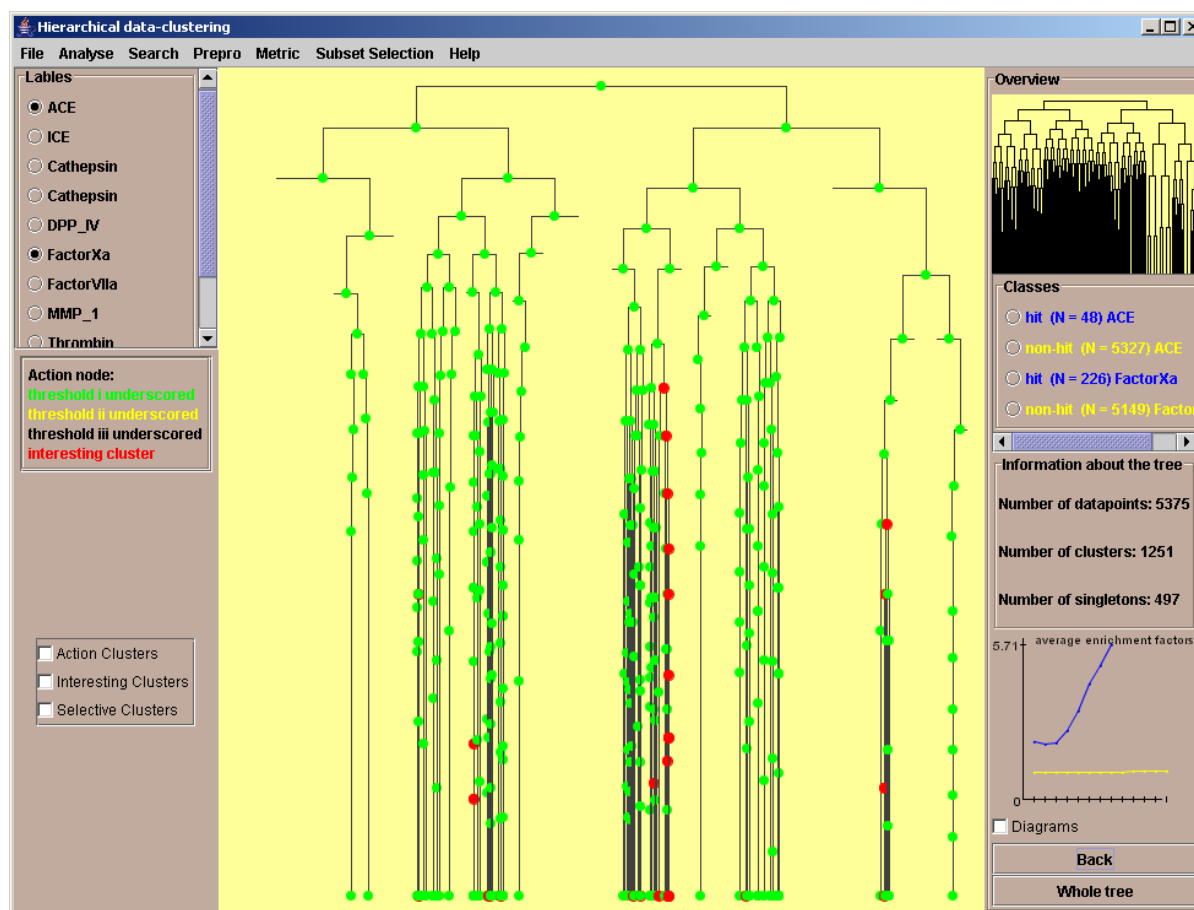 Hierarchical data-clustering
File Analyse Search Prepro Metric Subset Selection Help
Lables
ACE
ICE
Cathepsin
Cathepsin
DPP_IV
FactorXa
FactorVIIa
MMP_1
Thrombin
Action node:
threshold i underscored
threshold ii underscored
threshold iii underscored
interesting cluster
Action Clusters
Interesting Clusters
Selective Clusters
Overview
Classes
hit (N = 48) ACE
non-hit (N = 5327) ACE
hit (N = 226) FactorXa
non-hit (N = 5149) Factor
Information about the tree
Number of datapoints: 5375
Number of clusters: 1251
Number of singletons: 497
5.71 average enrichment factors
0
Diagrams
Back
Whole tree